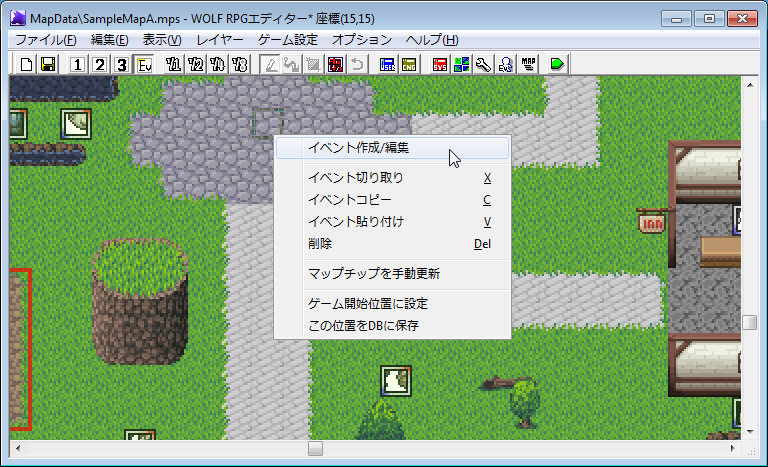 MapData\SampleMapA.mps - WOLF RPGエディター* 座標(15,15)
ファイル(F) 編集(E) 表示(V) レイヤー ゲーム設定 オプション ヘルプ(H)
1 2 3 Ev
USER SYS EVS MAP
イベント作成/編集
イベント切り取り X
イベントコピー C
イベント貼り付け V
削除 Del
マップチップを手動更新
ゲーム開始位置に設定
この位置をDBに保存
INN